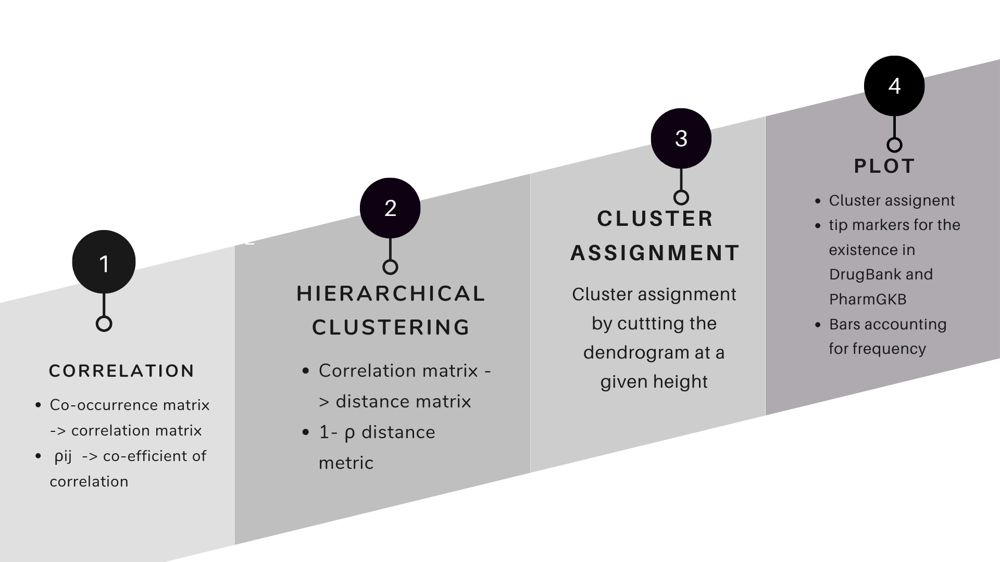 1
CORRELATION
• Co-occurrence matrix
-> correlation matrix
• ρij -> co-efficient of
correlation
2
HIERARCHICAL
CLUSTERING
• Correlation matrix -
> distance matrix
• 1- ρ distance
metric
3
CLUSTER
ASSIGNMENT
Cluster assignment
by cuttting the
dendrogram at a
given height
4
PLOT
• Cluster assignent
• tip markers for the
existence in
DrugBank and
PharmGKB
• Bars accounting
for frequency